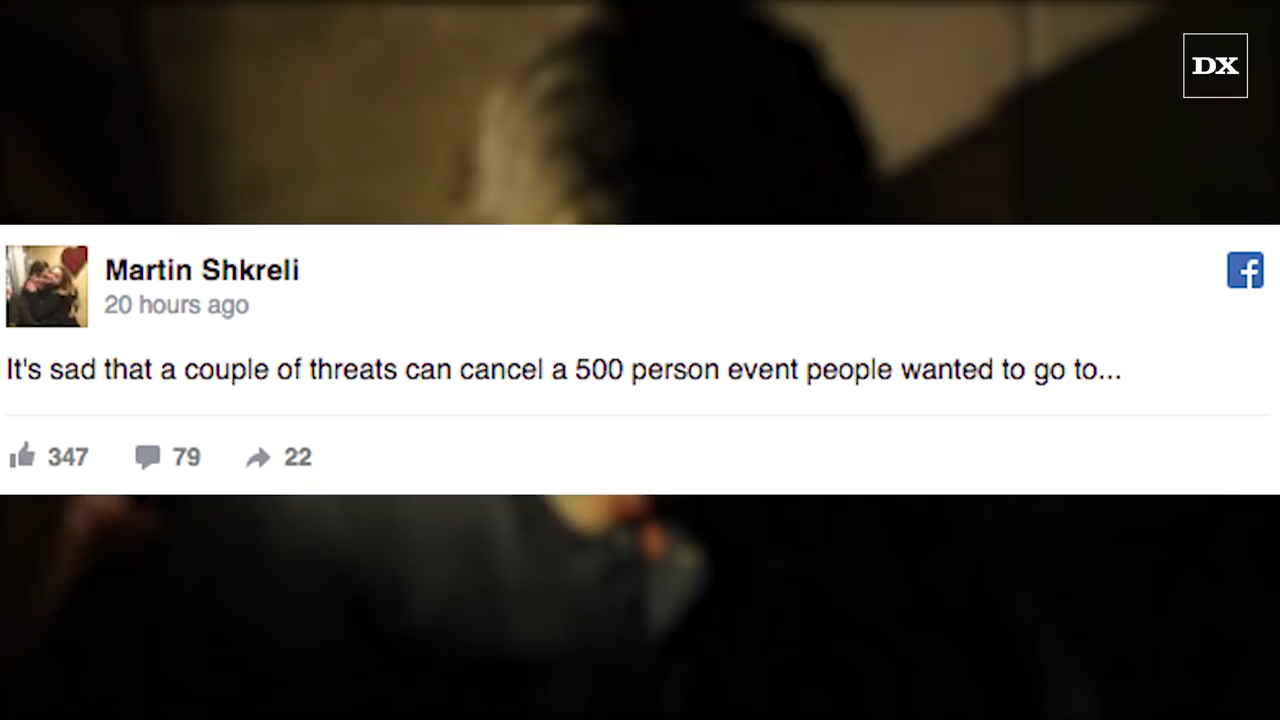 DX
Martin Shkreli
20 hours ago
It's sad that a couple of threats can cancel a 500 person event people wanted to go to...
347 79 22